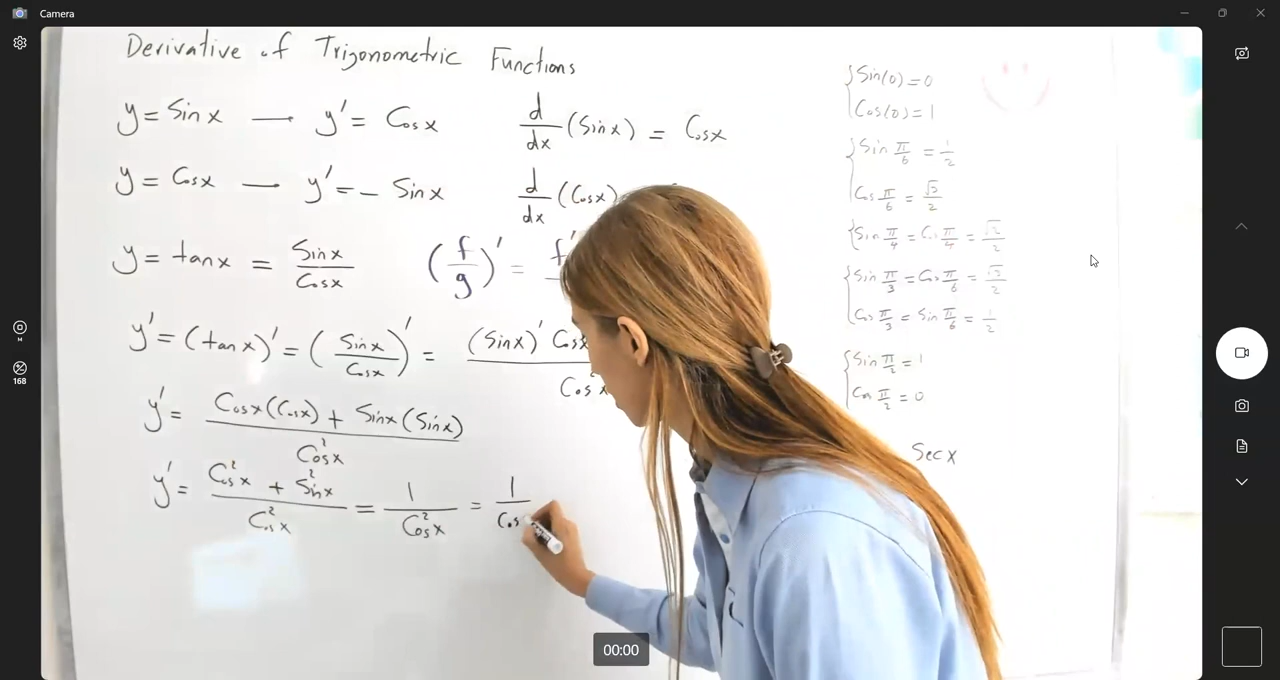 Camera
Derivative of Trigonometric Functions
y = Sin x — y' = Cos x d/dx (Sin x) = Cos x
y = Cos x — y' = - Sin x d/dx (Cos x)
y = tan x = Sin x / Cos x (f/g)' = f'
y' = (tan x)' = (Sin x / Cos x)' = (Sin x)' Cos x / Cos² x
y' = Cos x (Cos x) + Sin x (Sin x) / Cos² x
y' = Cos² x + Sin² x / Cos² x = 1 / Cos² x = 1 / Cos
Sin(0) = 0
Cos(0) = 1
Sin π/6 = 1/2
Cos π/6 = √3/2
Sin π/4 = Cos π/4 = √2/2
Sin π/3 = Cos π/6 = √3/2
Cos π/3 = Sin π/6 = 1/2
Sin π/2 = 1
Cos π/2 = 0
Sec x
M
168
00:00